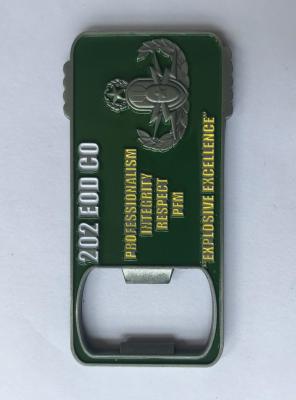 202 EOD CO
PROFESSIONALISM
INTEGRITY
RESPECT
PFM
"EXPLOSIVE EXCELLENCE"